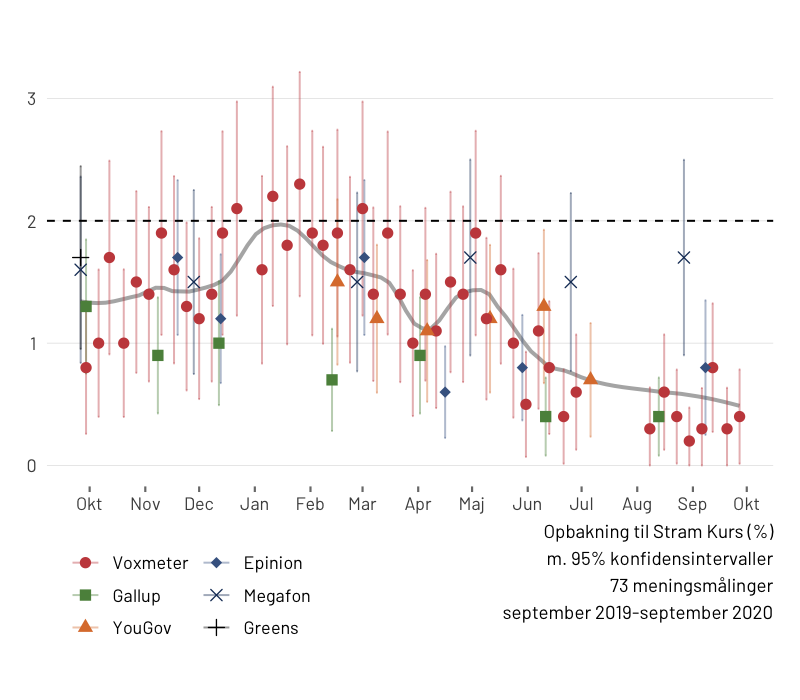 3
2
1
0
Okt Nov Dec Jan Feb Mar Apr Maj Jun Jul Aug Sep Okt
Opbakning til Stram Kurs (%)
m. 95% konfidensintervaller
73 meningsmålinger
september 2019-september 2020
Voxmeter Epinion
Gallup Megafon
YouGov Greens